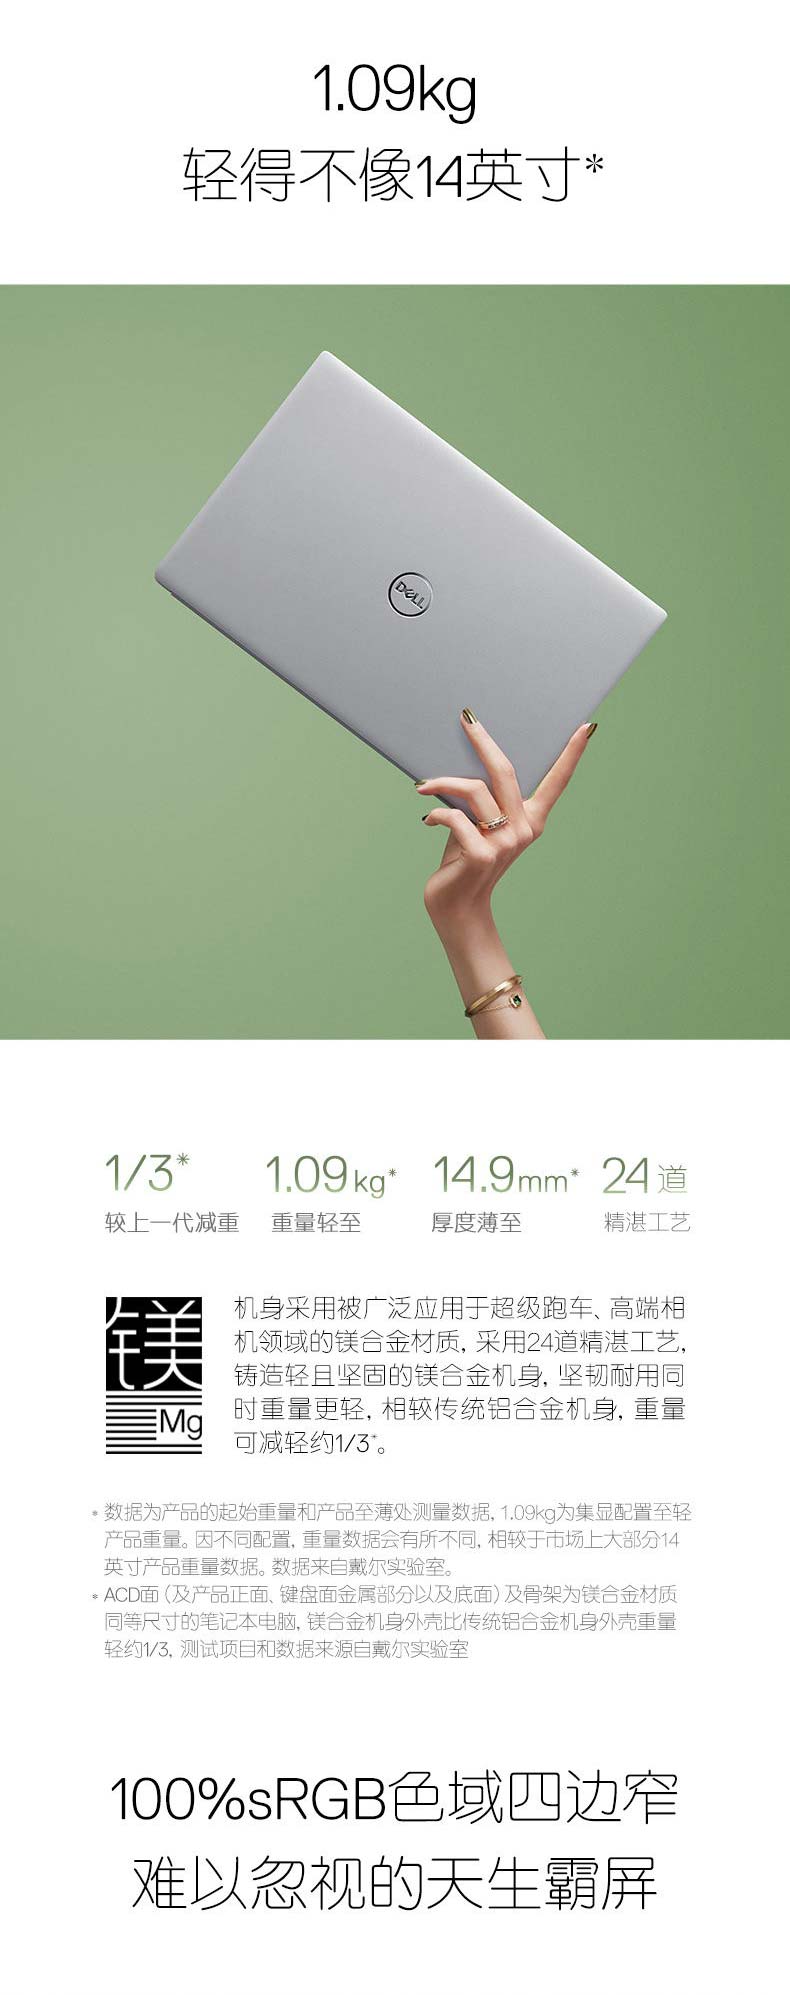 1.09kg
轻得不像14英寸*
DELL
1/3* 1.09kg* 14.9mm* 24道
较上一代减重 重量轻至 厚度薄至 精湛工艺
镁
Mg
机身采用被广泛应用于超级跑车、高端相
机领域的镁合金材质, 采用24道精湛工艺,
铸造轻且坚固的镁合金机身, 坚韧耐用同
时重量更轻, 相较传统铝合金机身, 重量
可减轻约1/3*。
* 数据为产品的起始重量和产品至薄处测量数据, 1.09kg为集显配置至轻
产品重量。因不同配置, 重量数据会有所不同, 相较于市场上大部分14
英寸产品重量数据。数据来自戴尔实验室。
* ACD面 (及产品正面、键盘面金属部分以及底面) 及骨架为镁合金材质
同等尺寸的笔记本电脑, 镁合金机身外壳比传统铝合金机身外壳重量
轻约1/3, 测试项目和数据来源自戴尔实验室
100%sRGB色域四边窄
难以忽视的天生霸屏